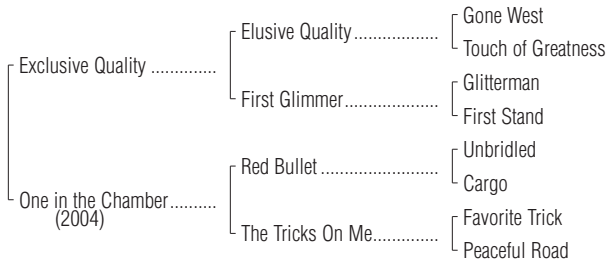 Gone West
Elusive Quality..................
Touch of Greatness
Exclusive Quality ..............
Glitterman
First Glimmer....................
First Stand
Unbridled
Red Bullet .........................
Cargo
One in the Chamber..........
(2004)
Favorite Trick
The Tricks On Me..............
Peaceful Road